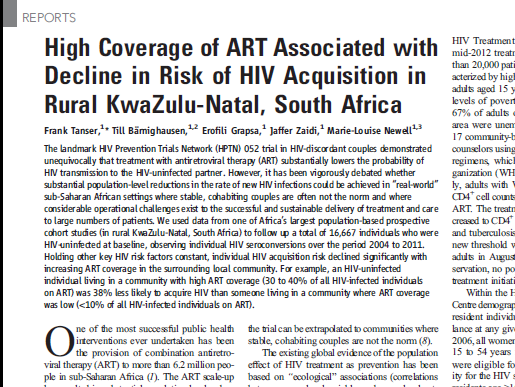 REPORTS
High Coverage of ART Associated with
Decline in Risk of HIV Acquisition in
Rural KwaZulu-Natal, South Africa
Frank Tanser,1* Till Bärnighausen,1,2 Erofili Grapsa,1 Jaffer Zaidi,1 Marie-Louise Newell1,3
The landmark HIV Prevention Trials Network (HPTN) 052 trial in HIV-discordant couples demonstrated
unequivocally that treatment with antiretroviral therapy (ART) substantially lowers the probability of
HIV transmission to the HIV-uninfected partner. However, it has been vigorously debated whether
substantial population-level reductions in the rate of new HIV infections could be achieved in "real-world"
sub-Saharan African settings where stable, cohabiting couples are often not the norm and where
considerable operational challenges exist to the successful and sustainable delivery of treatment and care
to large numbers of patients. We used data from one of Africa's largest population-based prospective
cohort studies (in rural KwaZulu-Natal, South Africa) to follow up a total of 16,667 individuals who were
HIV-uninfected at baseline, observing individual HIV seroconversions over the period 2004 to 2011.
Holding other key HIV risk factors constant, individual HIV acquisition risk declined significantly with
increasing ART coverage in the surrounding local community. For example, an HIV-uninfected
individual living in a community with high ART coverage (30 to 40% of all HIV-infected individuals
on ART) was 38% less likely to acquire HIV than someone living in a community where ART coverage
was low (<10% of all HIV-infected individuals on ART).
One of the most successful public health
interventions ever undertaken has been
the provision of combination antiretro-
viral therapy (ART) to more than 6.2 million peo-
ple in sub-Saharan Africa (1). The ART scale-up
the trial can be extrapolated to communities where
stable, cohabiting couples are not the norm (8).
The existing global evidence of the population
effect of HIV treatment as prevention has been
based on "ecological" associations (correlations
HIV Treatment
mid-2012 treatm
than 20,000 pati
acterized by high
adults aged 15 y
levels of povert
67% of adults o
area were unem
17 community-b
counselors using
regimens, which
ganization (WH
ly, adults with W
CD4+ cell counts
ART. The treatm
creased to CD4+
and tuberculosis
new threshold w
adults in August
servation, no po
treatment initiati
Within the H
Centre demograp
resident individu
lance at any give
2006, all women
15 to 54 years
were eligible fo
ity for the HIV s